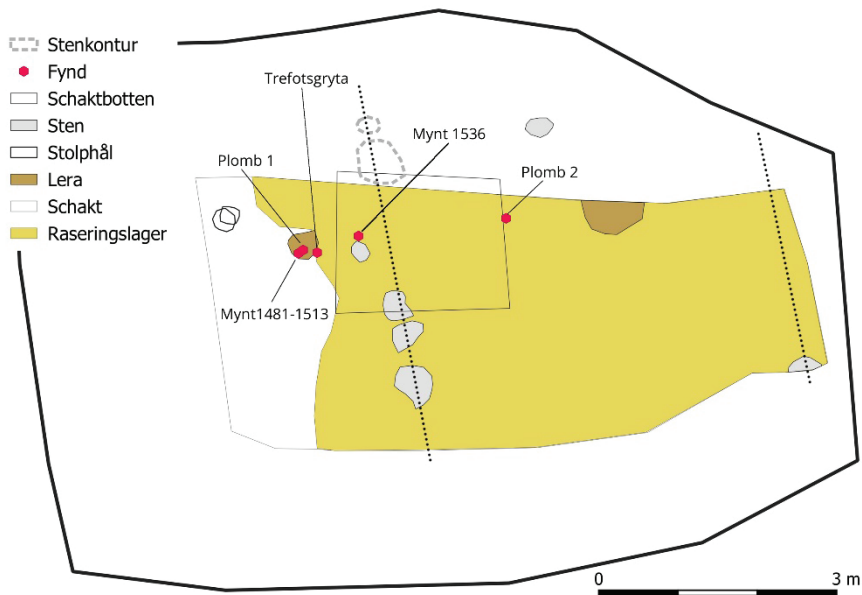 Stenkontur
Fynd
Schaktbotten
Sten
Stolphål
Lera
Schakt
Raseringslager
Trefotsgryta
Mynt 1536
Plomb 1
Plomb 2
Mynt1481-1513
0
3 m